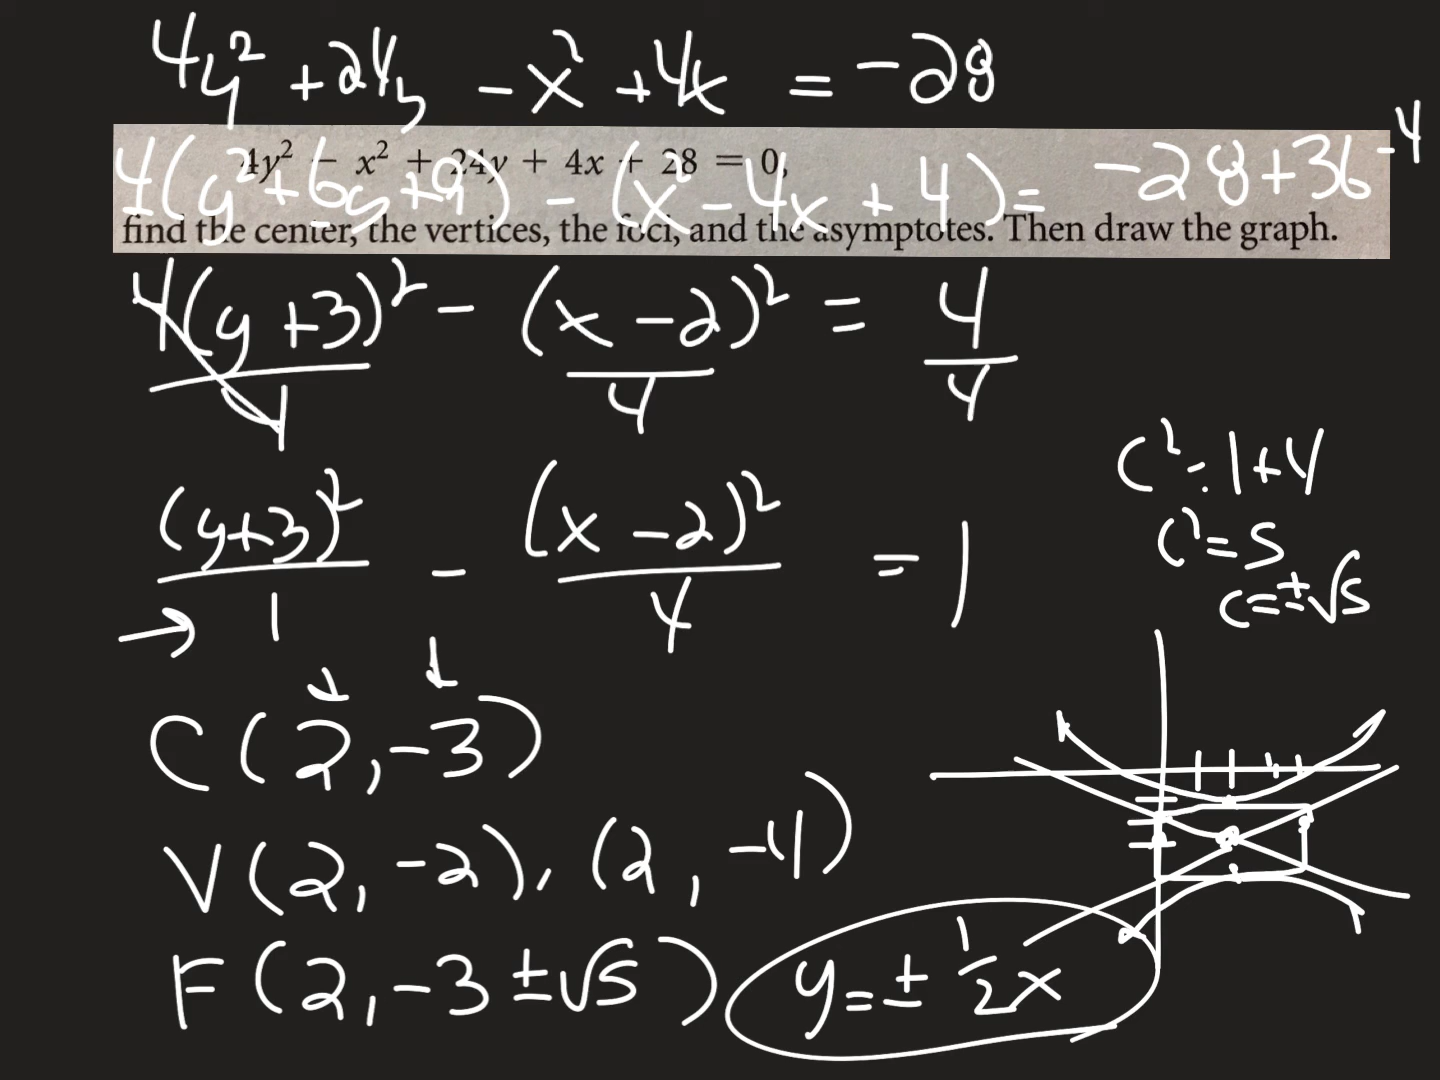 4y² + 24y - x² + 4x = -28
4y² - x² + 24y + 4x + 28 = 0,
4(y² + 6y + 9) - (x² - 4x + 4) = -28 + 36 - 4
find the center, the vertices, the foci, and the asymptotes. Then draw the graph.
4(y + 3)² / 4 - (x - 2)² / 4 = 4 / 4
c² = 1 + 4
(y + 3)² / 1 - (x - 2)² / 4 = 1
c² = 5
c = ± √5
C (2, -3)
V (2, -2), (2, -4)
F (2, -3 ± √5)
y = ± 1/2 x